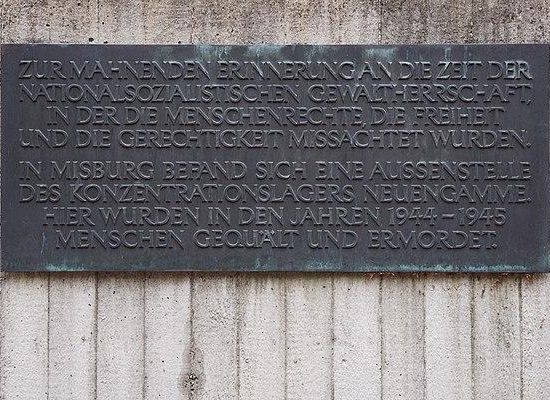 ZUR MAHNENDEN ERINNERUNG AN DIE ZEIT DER
NATIONALSOZIALISTISCHEN GEWALTHERRSCHAFT,
IN DER DIE MENSCHENRECHTE, DIE FREIHEIT
UND DIE GERECHTIGKEIT MISSACHTET WURDEN.
IN MISBURG BEFAND SICH EINE AUSSENSTELLE
DES KONZENTRATIONSLAGERS NEUENGAMME.
HIER WURDEN IN DEN JAHREN 1944-1945
MENSCHEN GEQUÄLT UND ERMORDET.